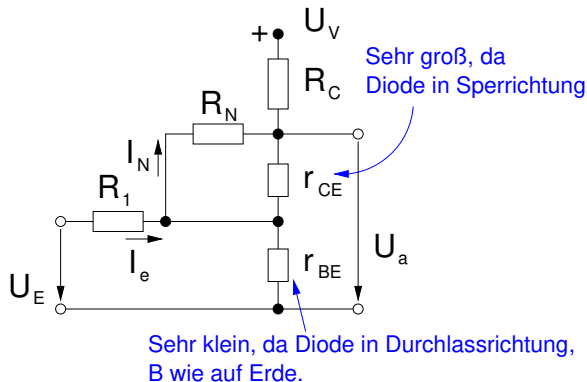 + U_V
Sehr groß, da
Diode in Sperrichtung
R_C
R_N
I_N
r_CE
R_1
I_e
U_a
r_BE
U_E
Sehr klein, da Diode in Durchlassrichtung,
B wie auf Erde.